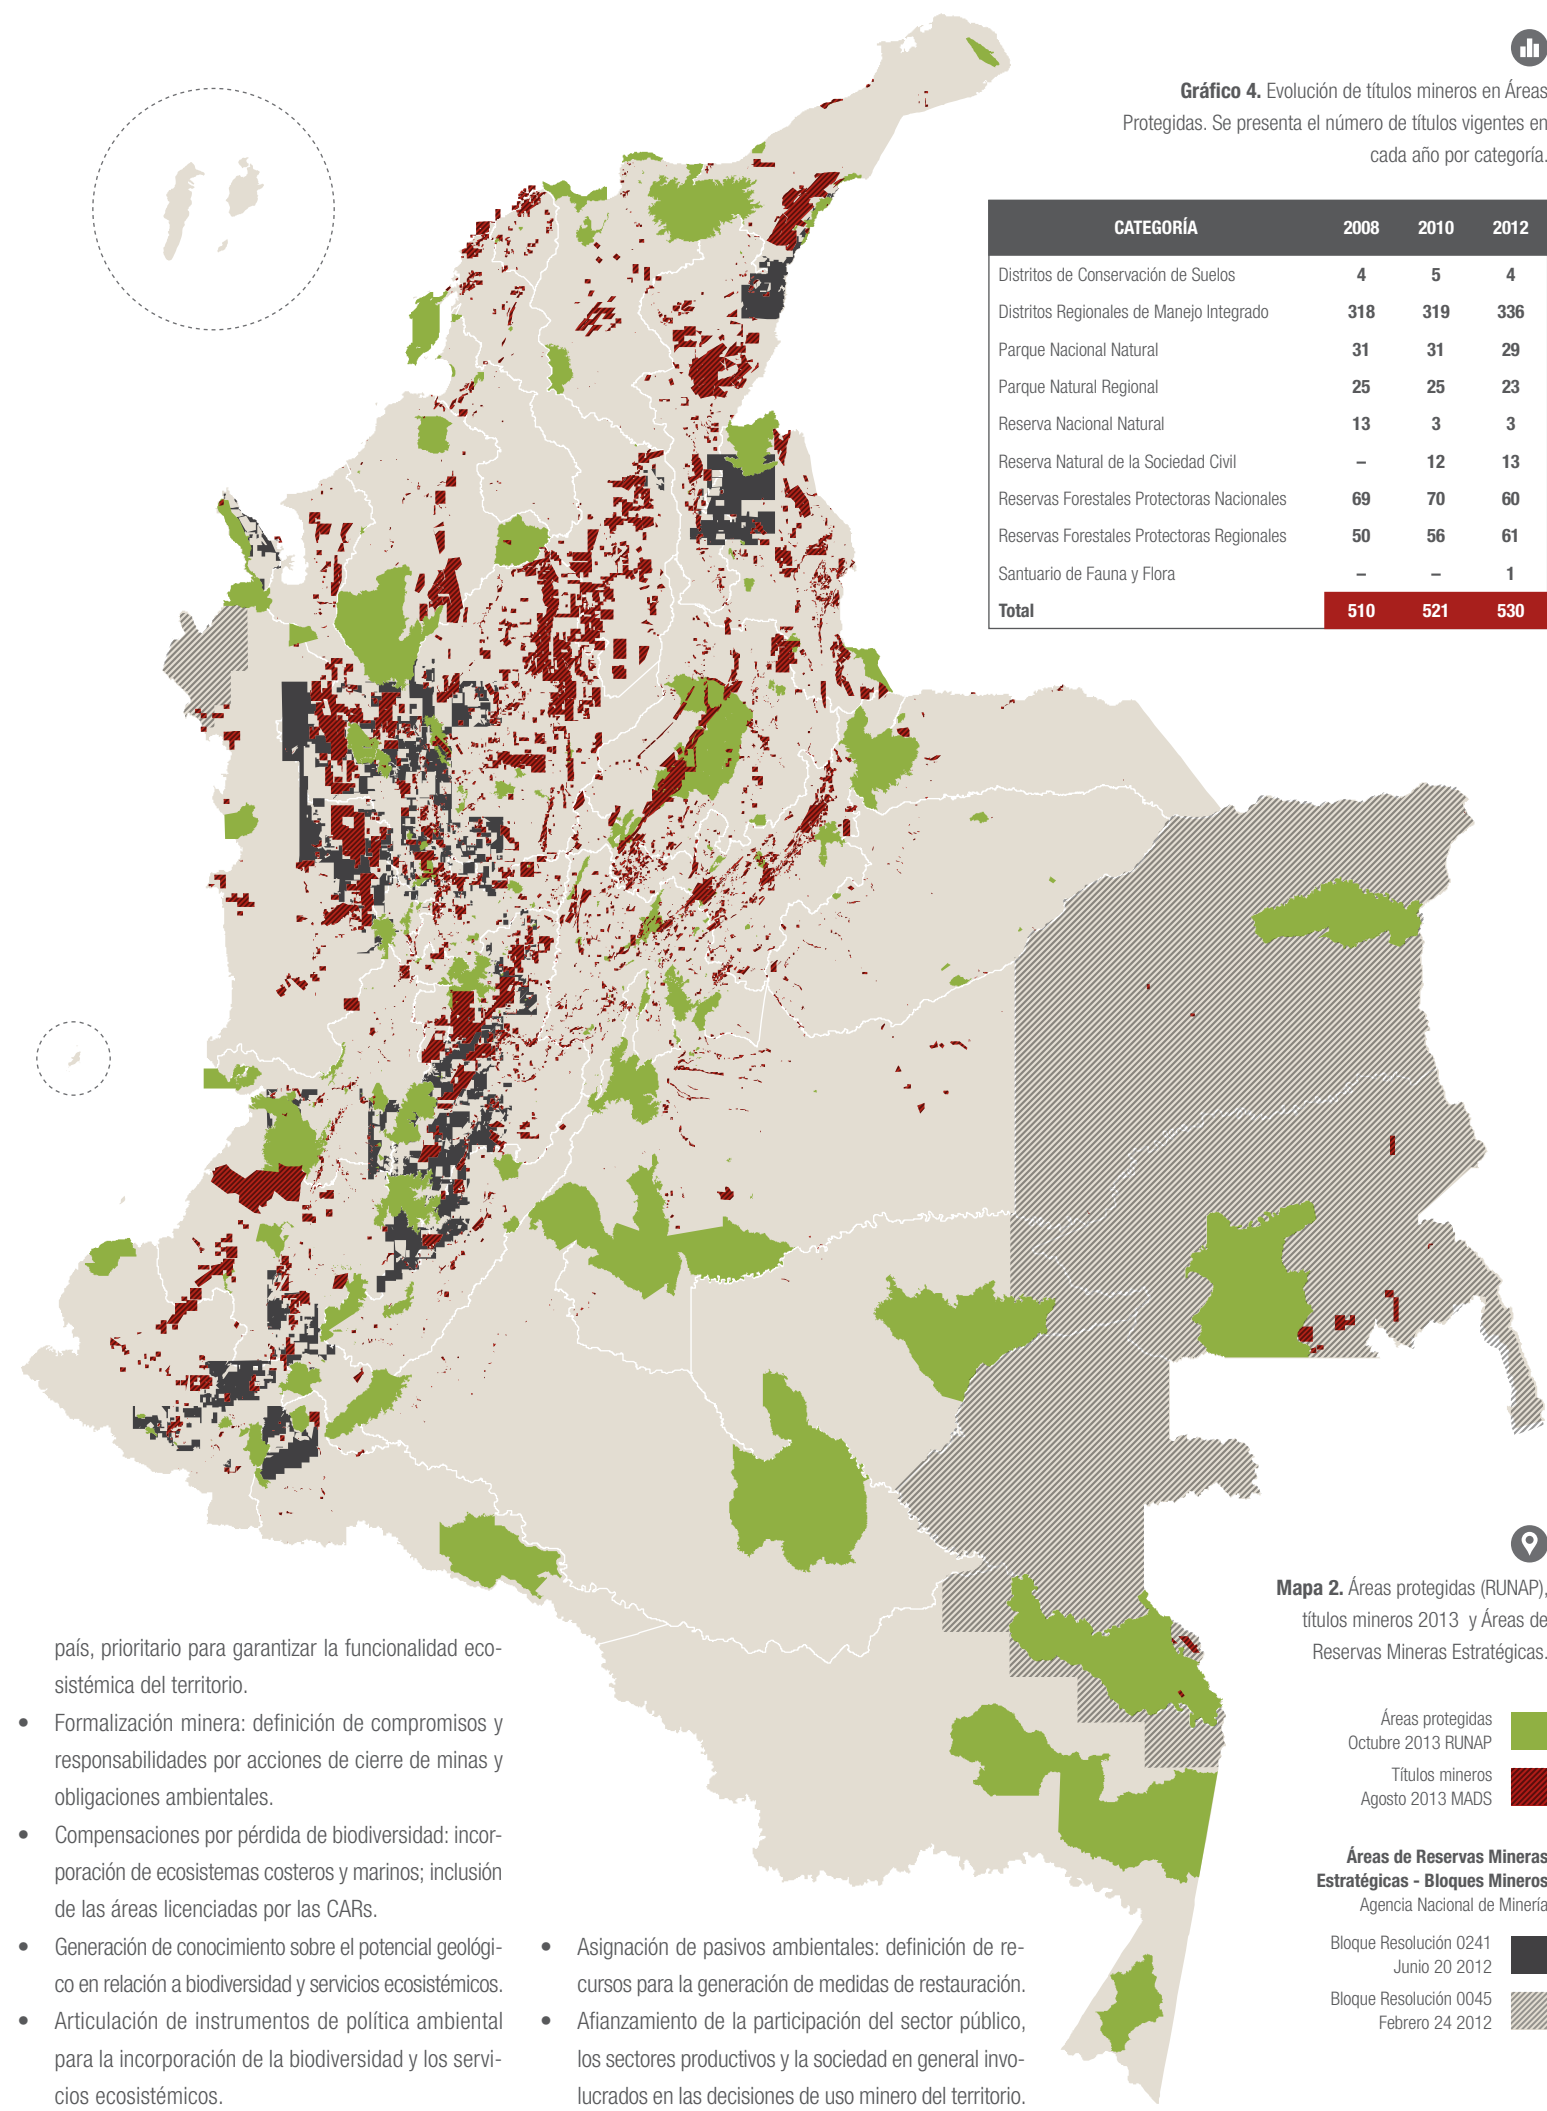 Gráfico 4. Evolución de títulos mineros en Áreas
Protegidas. Se presenta el número de títulos vigentes en
cada año por categoría.
CATEGORÍA 2008 2010 2012
Distritos de Conservación de Suelos 4 5 4
Distritos Regionales de Manejo Integrado 318 319 336
Parque Nacional Natural 31 31 29
Parque Natural Regional 25 25 23
Reserva Nacional Natural 13 3 3
Reserva Natural de la Sociedad Civil – 12 13
Reservas Forestales Protectoras Nacionales 69 70 60
Reservas Forestales Protectoras Regionales 50 56 61
Santuario de Fauna y Flora – – 1
Total 510 521 530
Mapa 2. Áreas protegidas (RUNAP),
títulos mineros 2013 y Áreas de
Reservas Mineras Estratégicas.
Áreas protegidas
Octubre 2013 RUNAP
Títulos mineros
Agosto 2013 MADS
Áreas de Reservas Mineras
Estratégicas - Bloques Mineros
Agencia Nacional de Minería
Bloque Resolución 0241
Junio 20 2012
Bloque Resolución 0045
Febrero 24 2012
país, prioritario para garantizar la funcionalidad eco-
sistémica del territorio.
• Formalización minera: definición de compromisos y
responsabilidades por acciones de cierre de minas y
obligaciones ambientales.
• Compensaciones por pérdida de biodiversidad: incor-
poración de ecosistemas costeros y marinos; inclusión
de las áreas licenciadas por las CARs.
• Generación de conocimiento sobre el potencial geológi-
co en relación a biodiversidad y servicios ecosistémicos.
• Articulación de instrumentos de política ambiental
para la incorporación de la biodiversidad y los servi-
cios ecosistémicos.
• Asignación de pasivos ambientales: definición de re-
cursos para la generación de medidas de restauración.
• Afianzamiento de la participación del sector público,
los sectores productivos y la sociedad en general invo-
lucrados en las decisiones de uso minero del territorio.